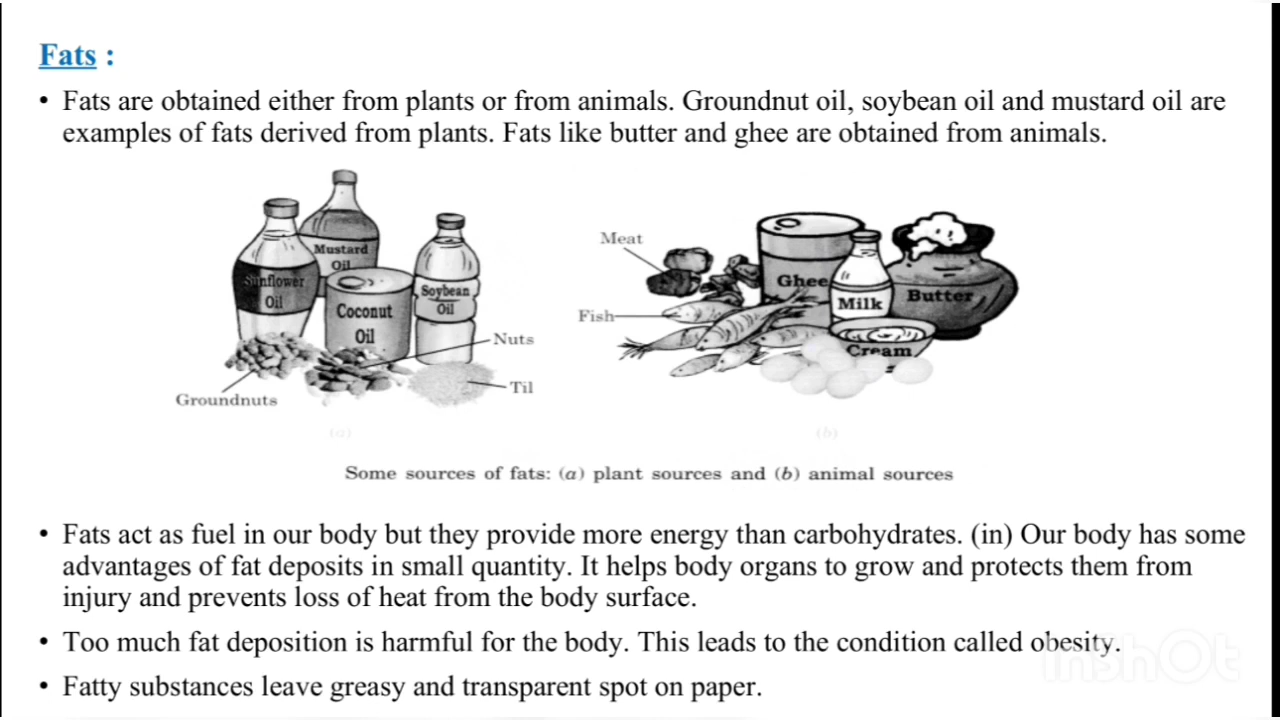 Fats :
• Fats are obtained either from plants or from animals. Groundnut oil, soybean oil and mustard oil are
examples of fats derived from plants. Fats like butter and ghee are obtained from animals.
Mustard
Oil
Sunflower
Oil
Soybean
Oil
Coconut
Oil
Nuts
Til
Groundnuts
(a)
Meat
Ghee
Milk
Butter
Fish
Cream
(b)
Some sources of fats: (a) plant sources and (b) animal sources
• Fats act as fuel in our body but they provide more energy than carbohydrates. (in) Our body has some
advantages of fat deposits in small quantity. It helps body organs to grow and protects them from
injury and prevents loss of heat from the body surface.
• Too much fat deposition is harmful for the body. This leads to the condition called obesity.
• Fatty substances leave greasy and transparent spot on paper.
InShOt